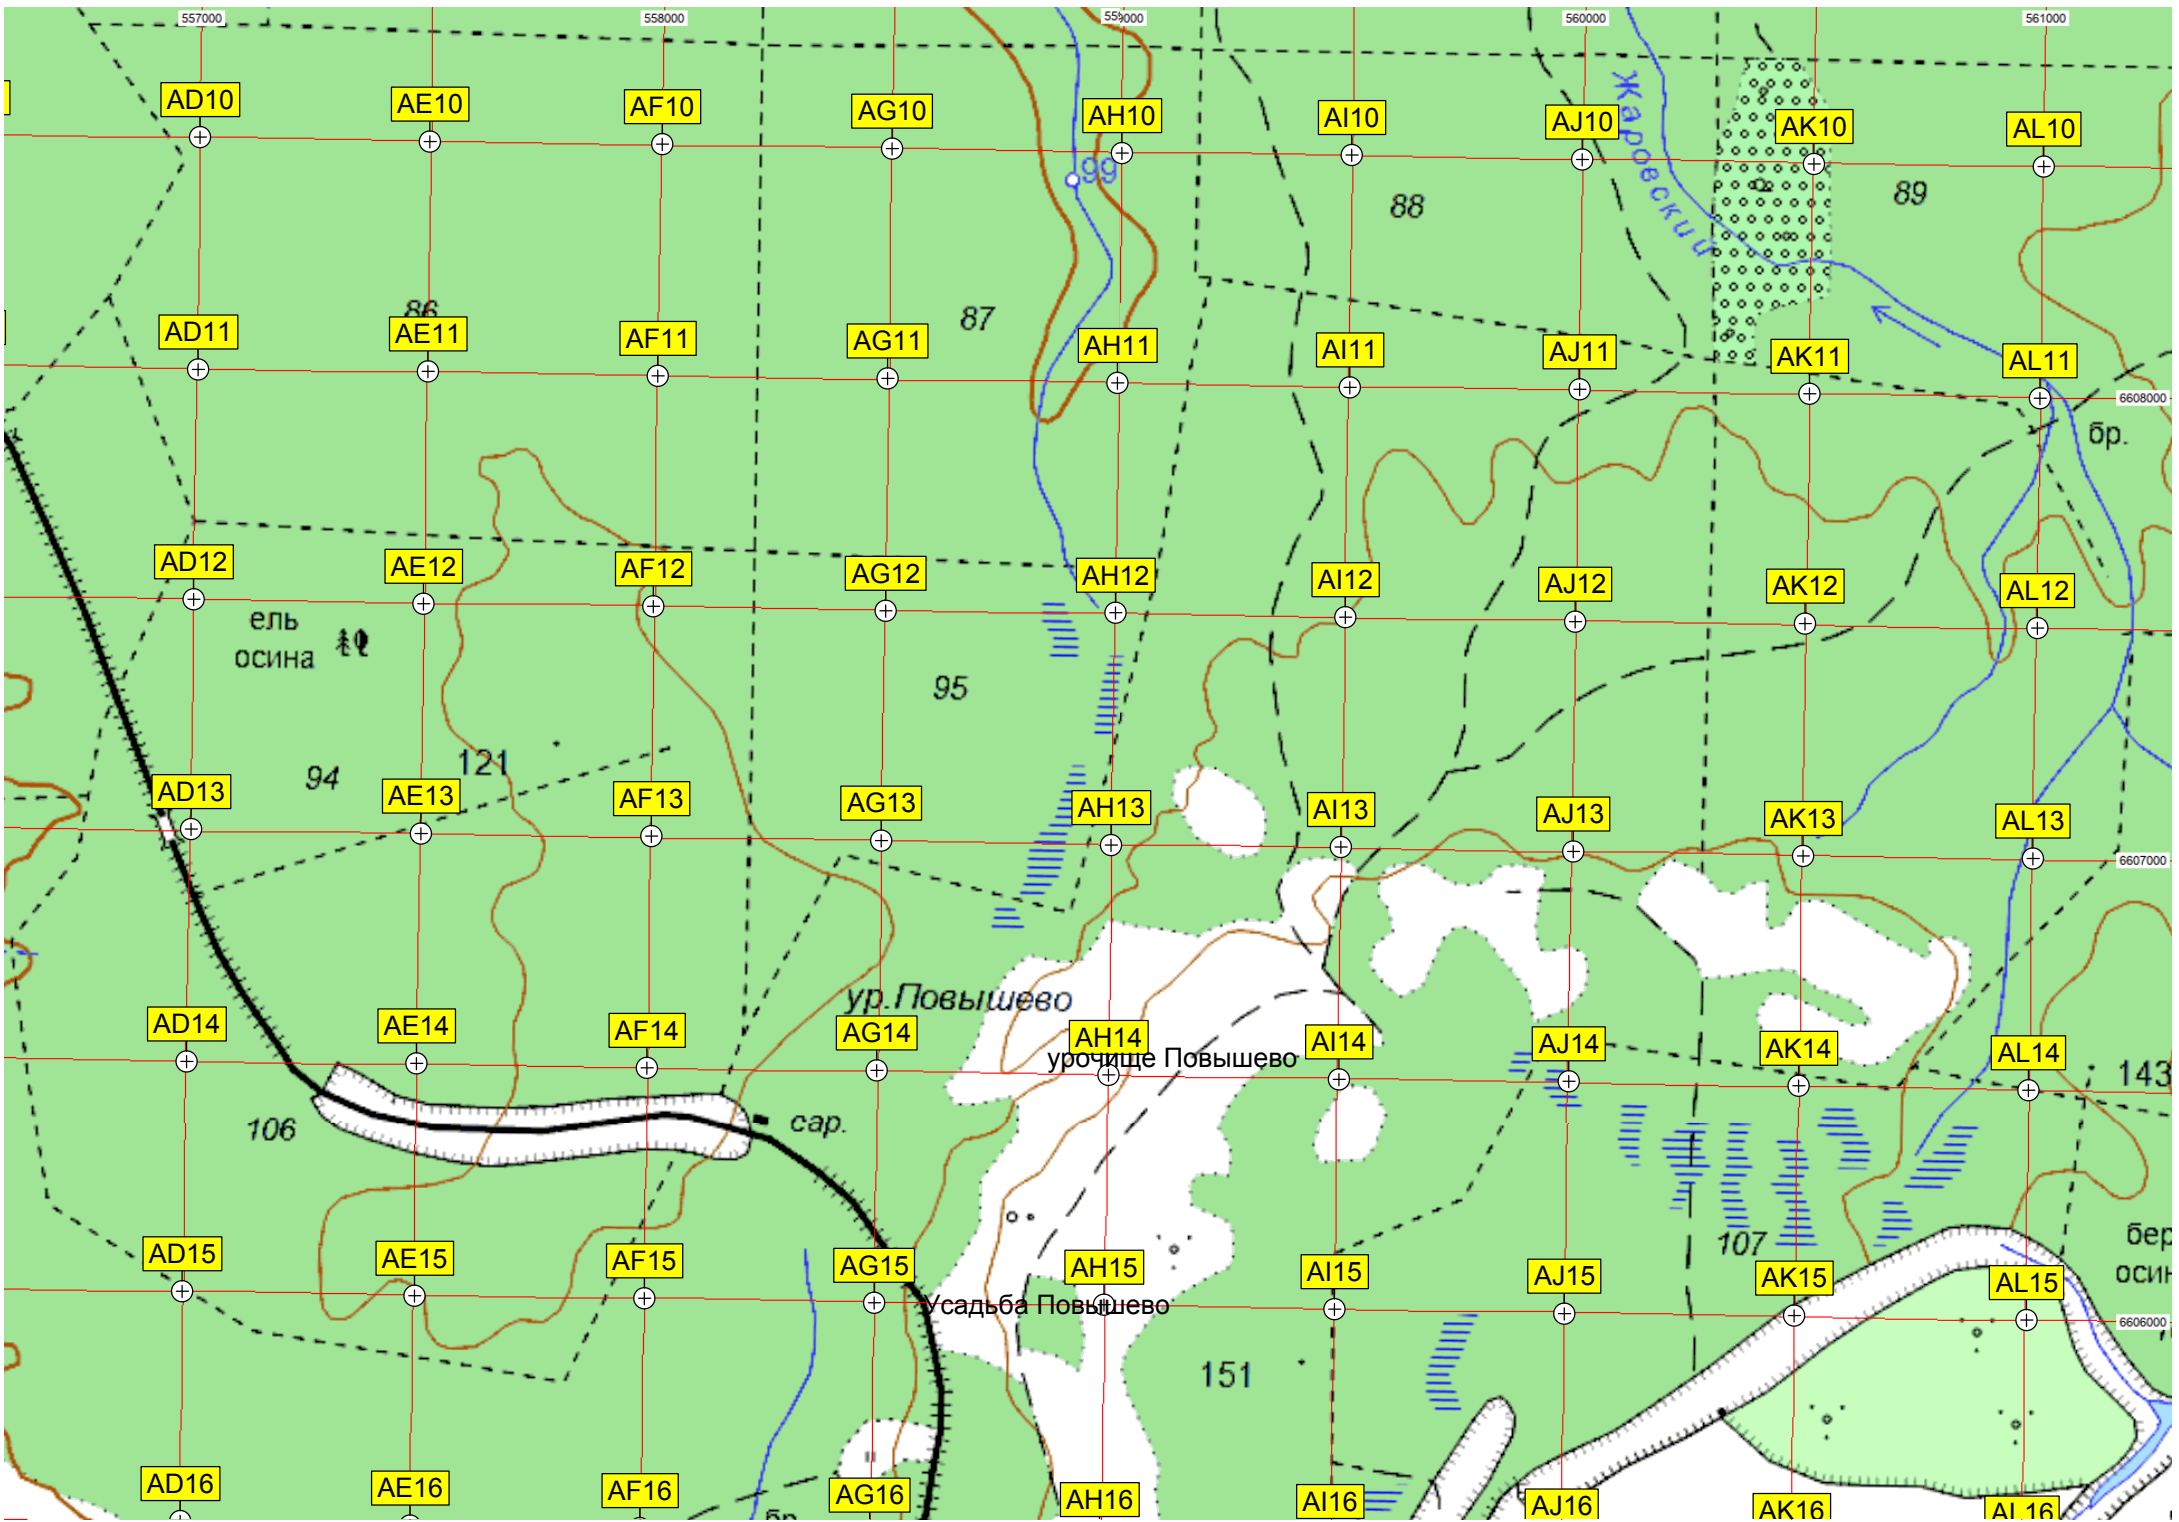 557000 558000 559000 560000 561000
AD10 AE10 AF10 AG10 AH10 AI10 AJ10 AK10 AL10
Жаровский
99
88 89
86 87
AD11 AE11 AF11 AG11 AH11 AI11 AJ11 AK11 AL11
6608000
бр.
AD12 AE12 AF12 AG12 AH12 AI12 AJ12 AK12 AL12
ель
осина
95
121
94
AD13 AE13 AF13 AG13 AH13 AI13 AJ13 AK13 AL13
6607000
ур.Повышево
AD14 AE14 AF14 AG14 AH14 AI14 AJ14 AK14 AL14
урочище Повышево
143
106 сар.
107
бер
осин
AD15 AE15 AF15 AG15 AH15 AI15 AJ15 AK15 AL15
Усадьба Повышево
6606000
151
AD16 AE16 AF16 AG16 AH16 AI16 AJ16 AK16 AL16
бр